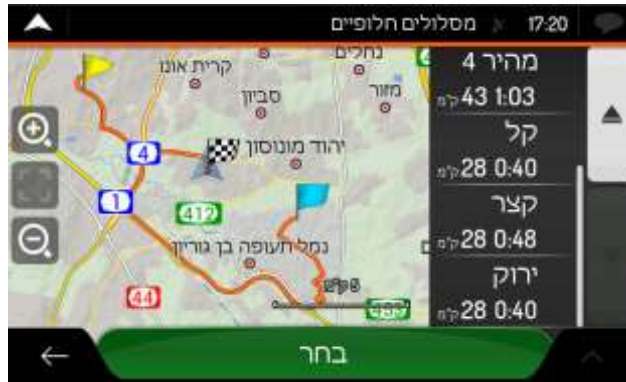 17:20 מסלולים חלופיים
מהיר 4
43 ק"מ 1:03
קל
28 ק"מ 0:40
קצר
28 ק"מ 0:48
ירוק
28 ק"מ 0:40
נחלים
קרית אונו
מזור
סביון
יהוד מונוסון
4
1
412
נמל תעופה בן גוריון
44
בחר